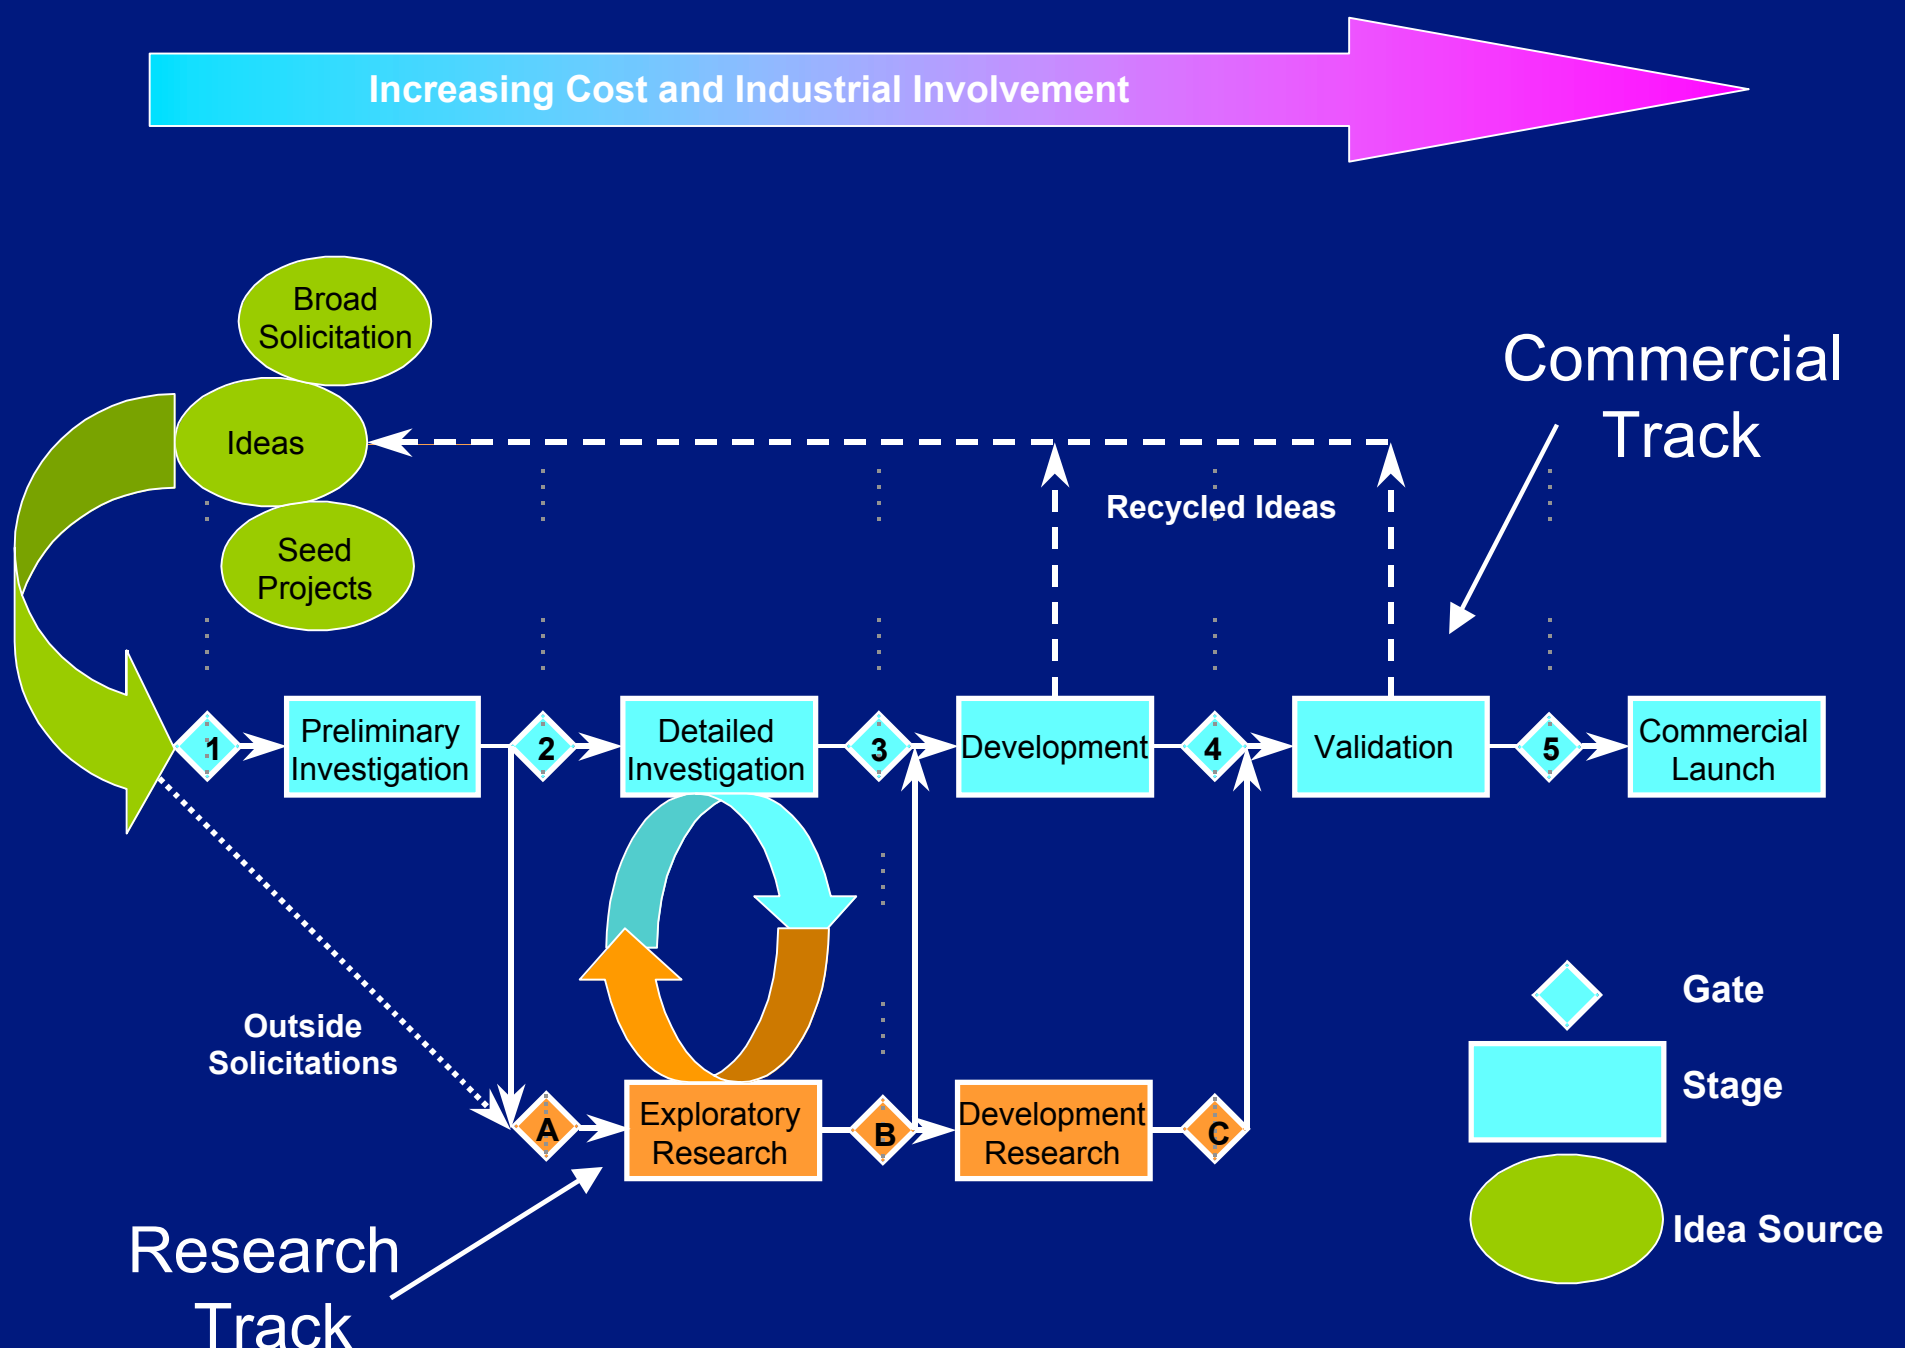 Increasing Cost and Industrial Involvement
Broad
Solicitation
Ideas
Seed
Projects
Recycled Ideas
Commercial
Track
1
Preliminary
Investigation
2
Detailed
Investigation
3
Development
4
Validation
5
Commercial
Launch
Outside
Solicitations
A
Exploratory
Research
B
Development
Research
C
Research
Track
Gate
Stage
Idea Source